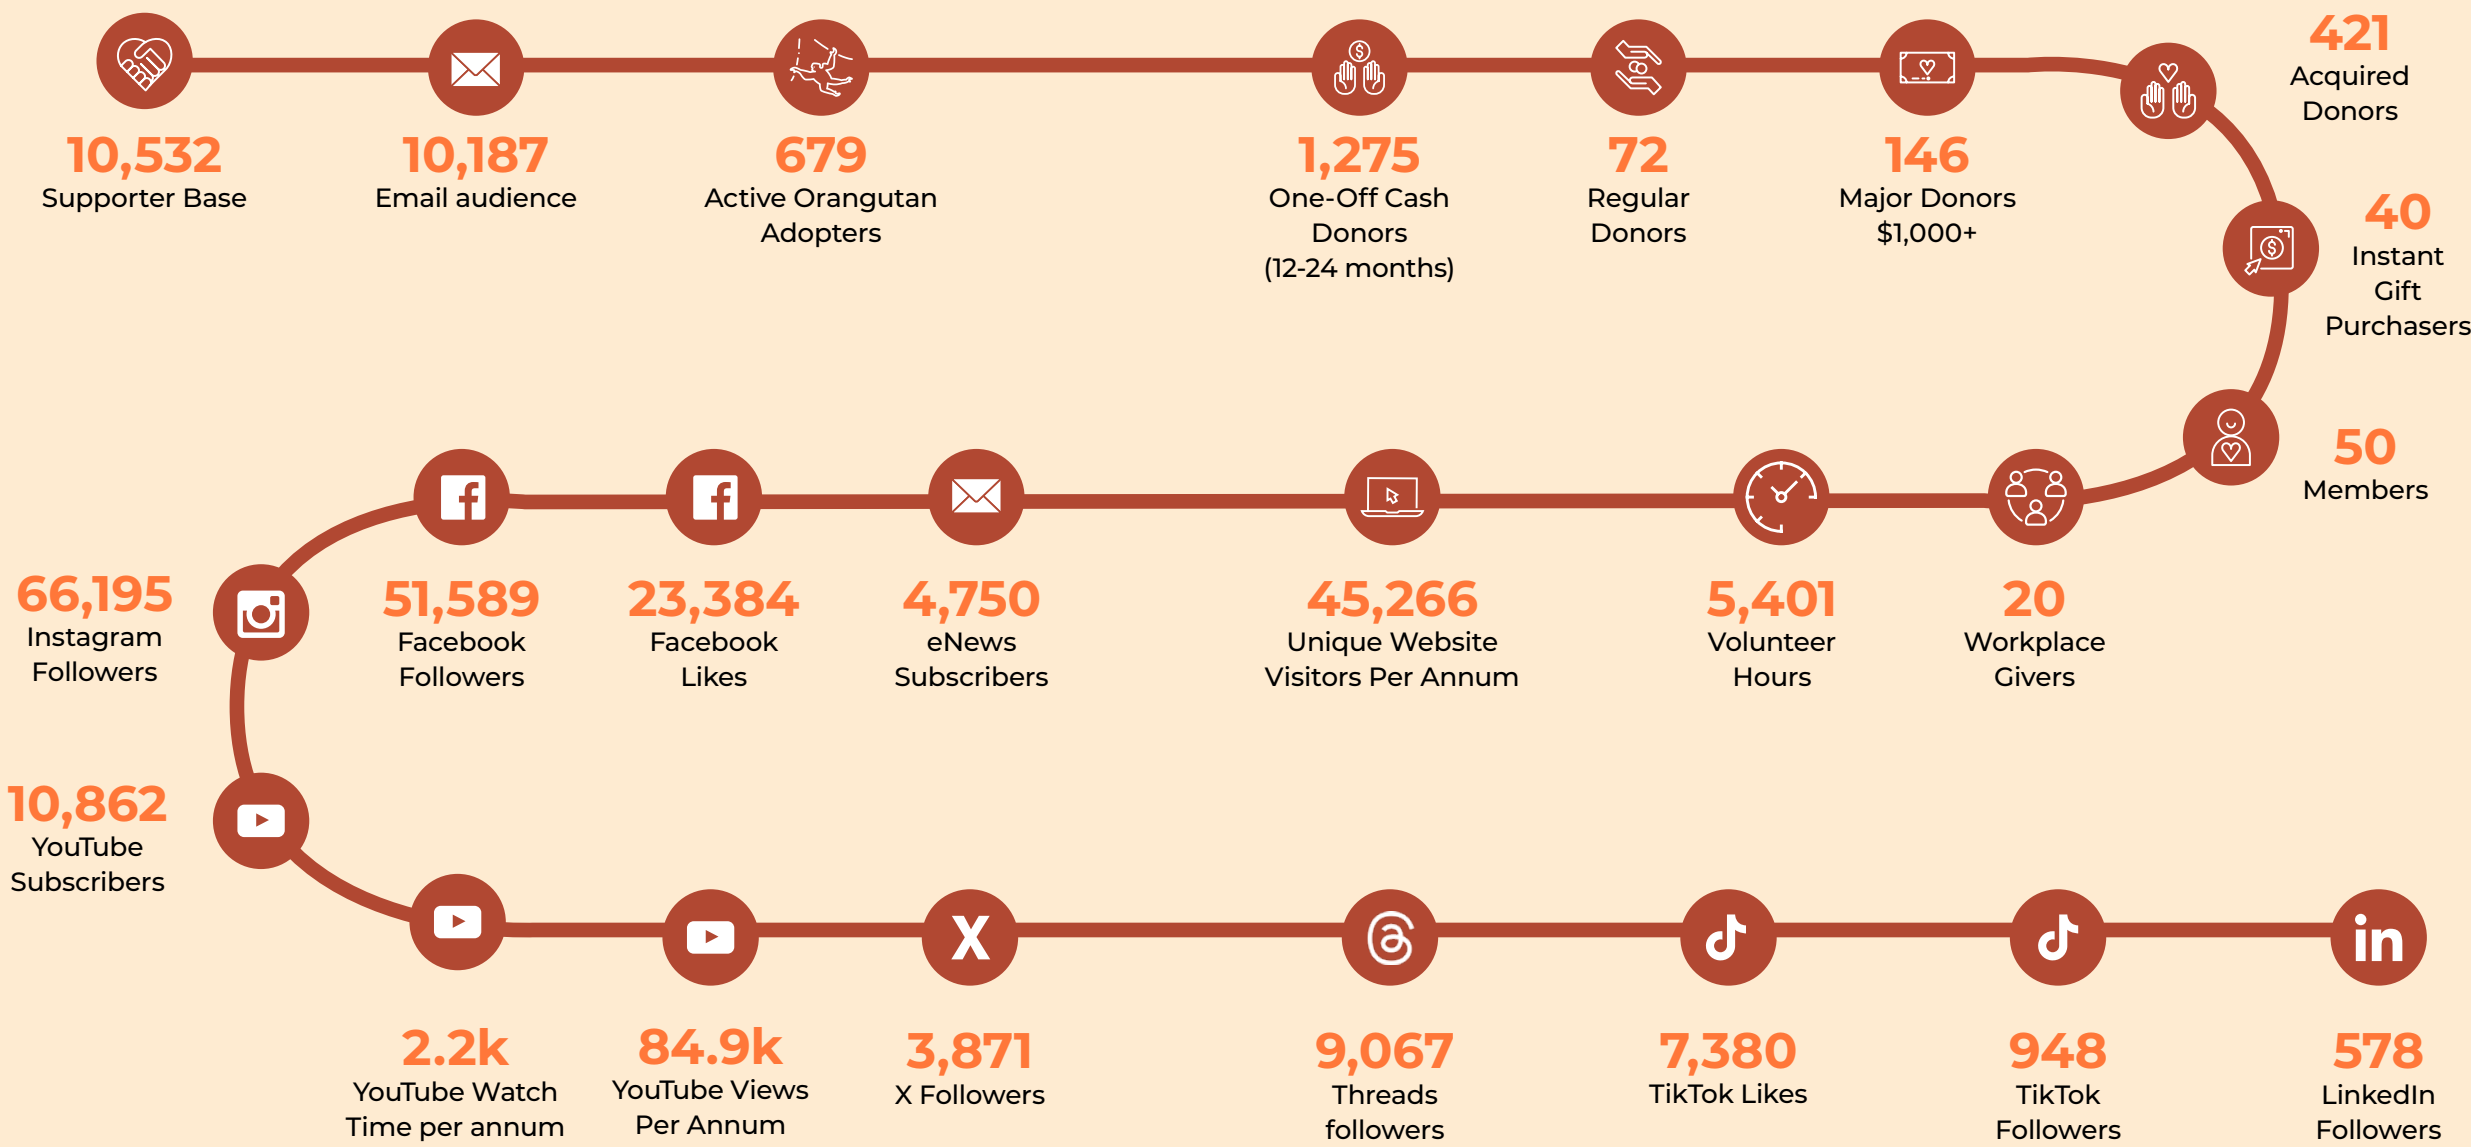 10,532
Supporter Base
10,187
Email audience
679
Active Orangutan
Adopters
1,275
One-Off Cash
Donors
(12-24 months)
72
Regular
Donors
146
Major Donors
$1,000+
421
Acquired
Donors
40
Instant
Gift
Purchasers
50
Members
20
Workplace
Givers
5,401
Volunteer
Hours
45,266
Unique Website
Visitors Per Annum
4,750
eNews
Subscribers
23,384
Facebook
Likes
51,589
Facebook
Followers
66,195
Instagram
Followers
10,862
YouTube
Subscribers
2.2k
YouTube Watch
Time per annum
84.9k
YouTube Views
Per Annum
3,871
X Followers
9,067
Threads
followers
7,380
TikTok Likes
948
TikTok
Followers
578
LinkedIn
Followers